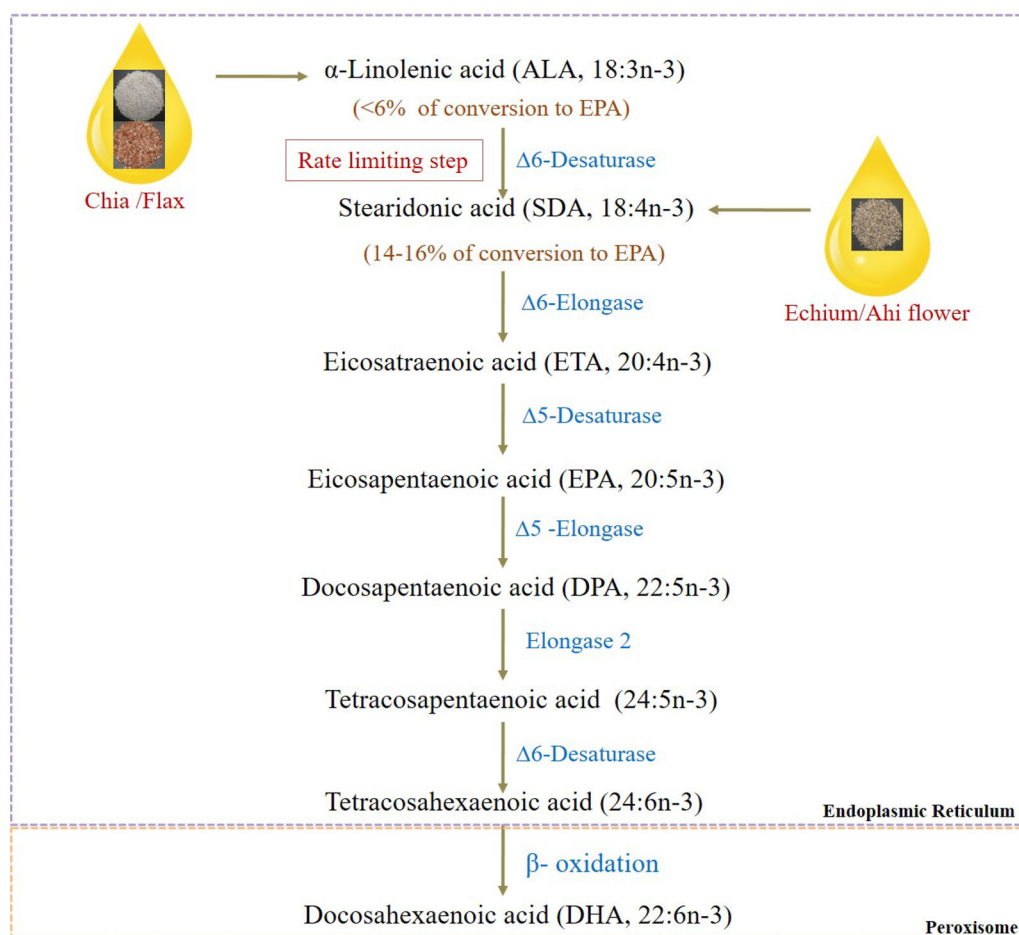 α-Linolenic acid (ALA, 18:3n-3)
(<6% of conversion to EPA)
Rate limiting step
Δ6-Desaturase
Chia /Flax
Stearidonic acid (SDA, 18:4n-3)
(14-16% of conversion to EPA)
Δ6-Elongase
Echium/Ahi flower
Eicosatraenoic acid (ETA, 20:4n-3)
Δ5-Desaturase
Eicosapentaenoic acid (EPA, 20:5n-3)
Δ5 -Elongase
Docosapentaenoic acid (DPA, 22:5n-3)
Elongase 2
Tetracosapentaenoic acid (24:5n-3)
Δ6-Desaturase
Tetracosahexaenoic acid (24:6n-3)
Endoplasmic Reticulum
β- oxidation
Docosahexaenoic acid (DHA, 22:6n-3)
Peroxisome